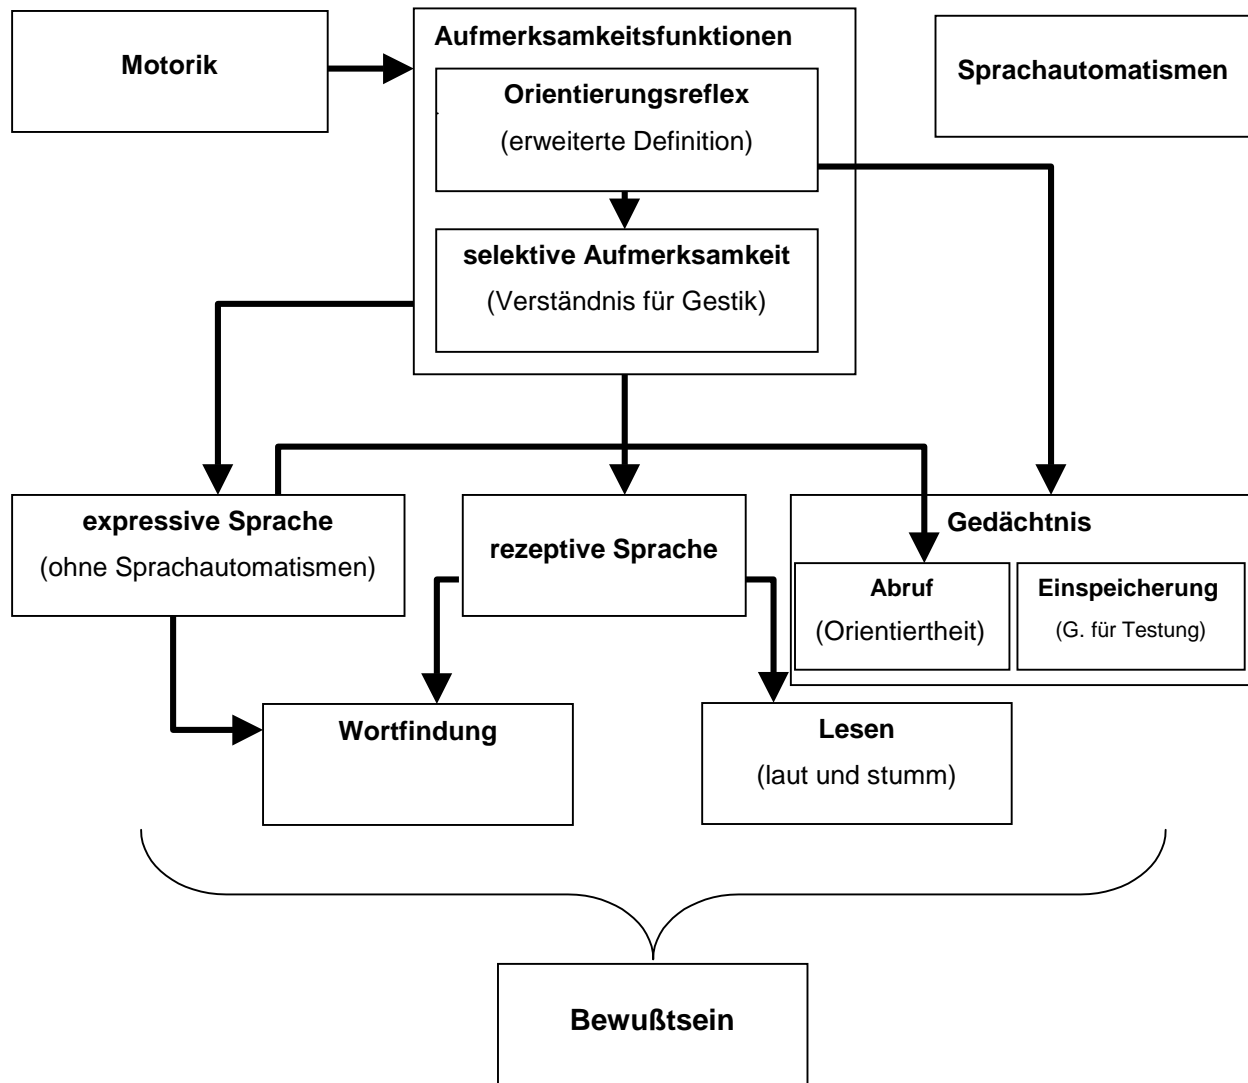 Aufmerksamkeitsfunktionen
Motorik
Sprachautomismen
Orientierungsreflex
(erweiterte Definition)
selektive Aufmerksamkeit
(Verständnis für Gestik)
expressive Sprache
(ohne Sprachautomatismen)
rezeptive Sprache
Gedächtnis
Abruf
(Orientiertheit)
Einspeicherung
(G. für Testung)
Wortfindung
Lesen
(laut und stumm)
Bewußtsein